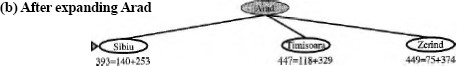 (b) After expanding Arad
Arad
Sibiu Timisoara Zerind
393=140+253 447=118+329 449=75+374